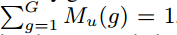 ∑_{g=1}^{G} M_u(g) = 1